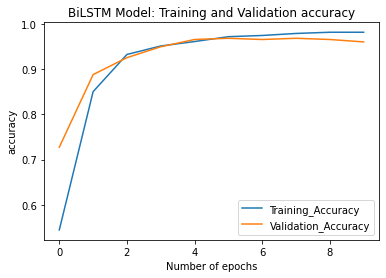 BiLSTM Model: Training and Validation accuracy
1.0
0.9
0.8
0.7
0.6
accuracy
Training_Accuracy
Validation_Accuracy
0 2 4 6 8
Number of epochs